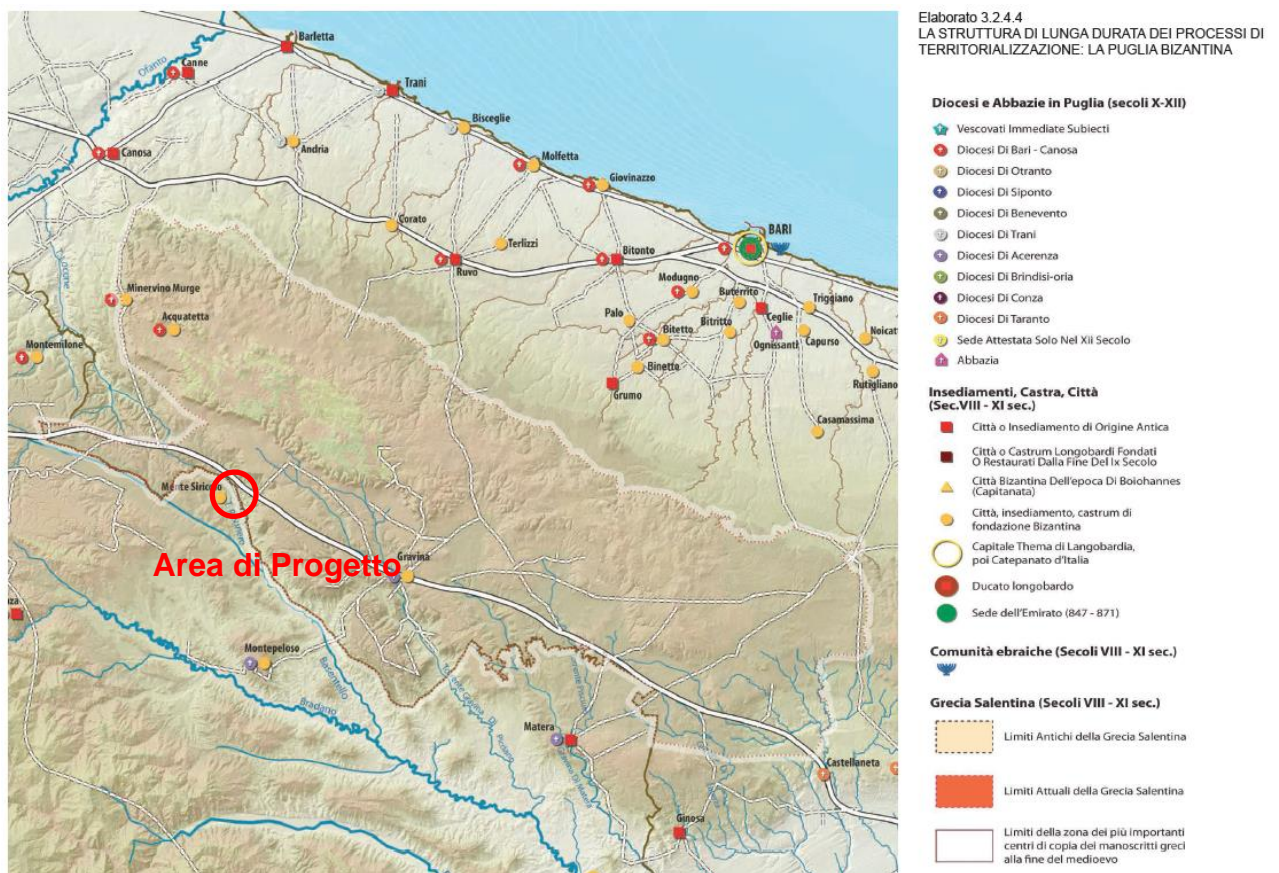 Elaborato 3.2.4.4
LA STRUTTURA DI LUNGA DURATA DEI PROCESSI DI
TERRITORIALIZZAZIONE: LA PUGLIA BIZANTINA
Diocesi e Abbazie in Puglia (secoli X-XII)
Vescovati Immediate Subiecti
Diocesi Di Bari - Canosa
Diocesi Di Otranto
Diocesi Di Siponto
Diocesi Di Benevento
Diocesi Di Trani
Diocesi Di Acerenza
Diocesi Di Brindisi-oria
Diocesi Di Conza
Diocesi Di Taranto
Sede Attestata Solo Nel Xii Secolo
Abbazia
Insediamenti, Castra, Città
(Sec.VIII - XI sec.)
Città o Insediamento di Origine Antica
Città o Castrum Longobardi Fondati
O Restaurati Dalla Fine Del Ix Secolo
Città Bizantina Dell'epoca Di Boiohannes
(Capitanata)
Città, insediamento, castrum di
fondazione Bizantina
Capitale Thema di Langobardia,
poi Catepanato d'Italia
Ducato longobardo
Sede dell'Emirato (847 - 871)
Comunità ebraiche (Secoli VIII - XI sec.)
Grecia Salentina (Secoli VIII - XI sec.)
Limiti Antichi della Grecia Salentina
Limiti Attuali della Grecia Salentina
Limiti della zona dei più importanti
centri di copia dei manoscritti greci
alla fine del medioevo
Barletta
Ofanto
Canne
Trani
Bisceglie
Andria
Canosa
Molfetta
Giovinazzo
Corato
Terlizzi
BARI
Ruvo
Bitonto
Modugno
Buterrito
Triggiano
Minervino Murge
Acquatetta
Palo
Bitritto
Ceglie
Noicat
Ognissanti
Capurso
Montemilone
Bitetto
Binetto
Rutigliano
Grumo
Casamassima
Area di Progetto
Gravina
Montepeloso
Basentello
Bradano
Matera
Castellaneta
Ginosa